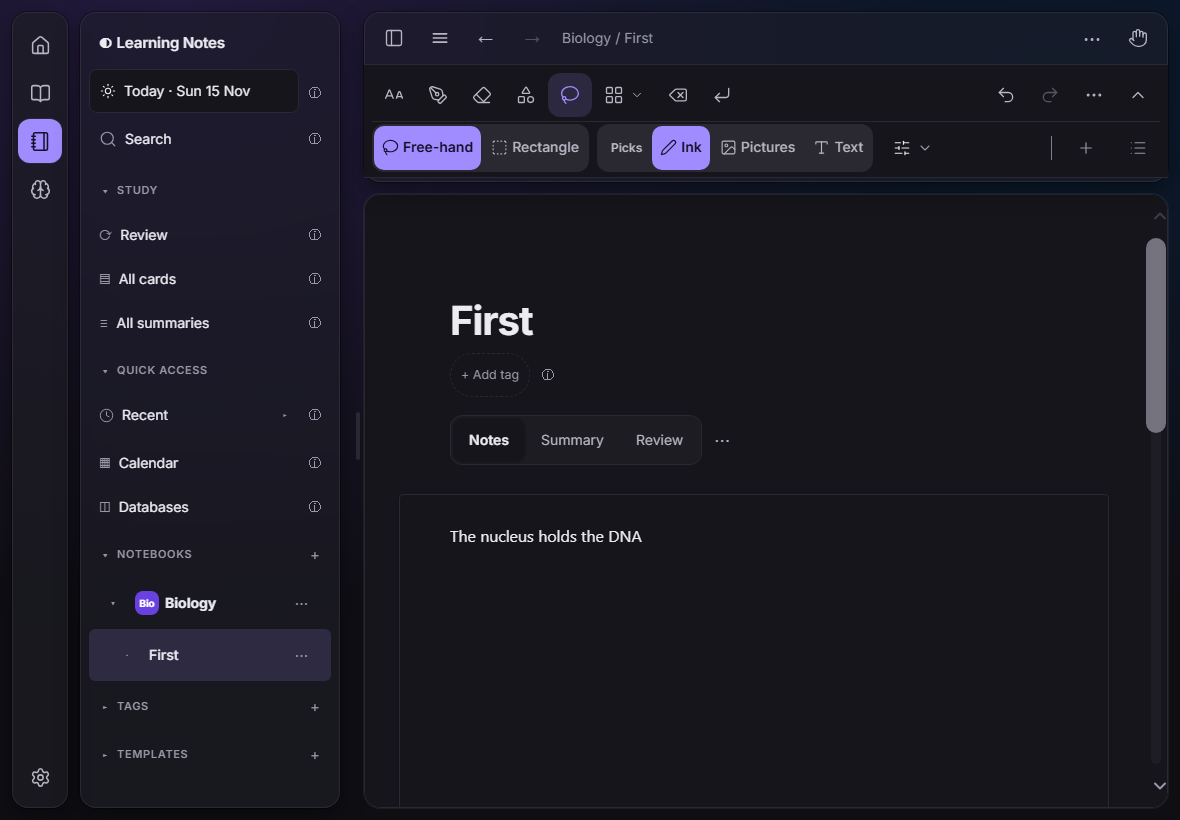 Learning Notes
Today · Sun 15 Nov
Search
STUDY
Review
All cards
All summaries
QUICK ACCESS
Recent
Calendar
Databases
NOTEBOOKS
Bio Biology
First
TAGS
TEMPLATES
Biology / First
AA
Free-hand Rectangle Picks Ink Pictures Text
First
+ Add tag
Notes Summary Review
The nucleus holds the DNA